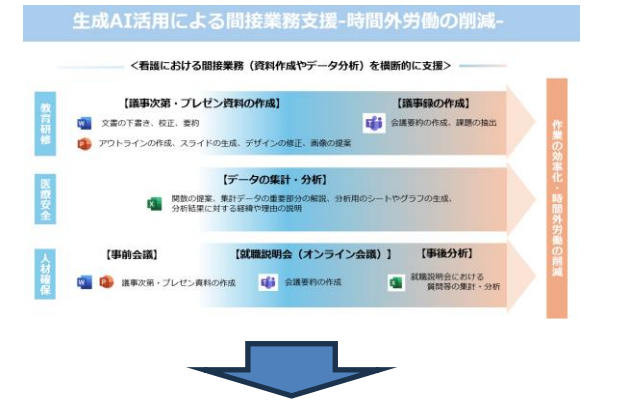 生成AI活用による間接業務支援-時間外労働の削減-
＜看護における間接業務（資料作成やデータ分析）を横断的に支援＞
教育研修
【議事次第・プレゼン資料の作成】
【議事録の作成】
文書の下書き、校正、要約
会議要約の作成、課題の抽出
アウトラインの作成、スライドの生成、デザインの修正、画像の提案
医療安全
【データの集計・分析】
関数の提案、集計データの重要部分の解説、分析用のシートやグラフの生成、
分析結果に対する経緯や理由の説明
人材確保
【事前会議】
【就職説明会（オンライン会議）】
【事後分析】
議事次第・プレゼン資料の作成
会議要約の作成
就職説明会における
質問等の集計・分析
作業の効率化・時間外労働の削減